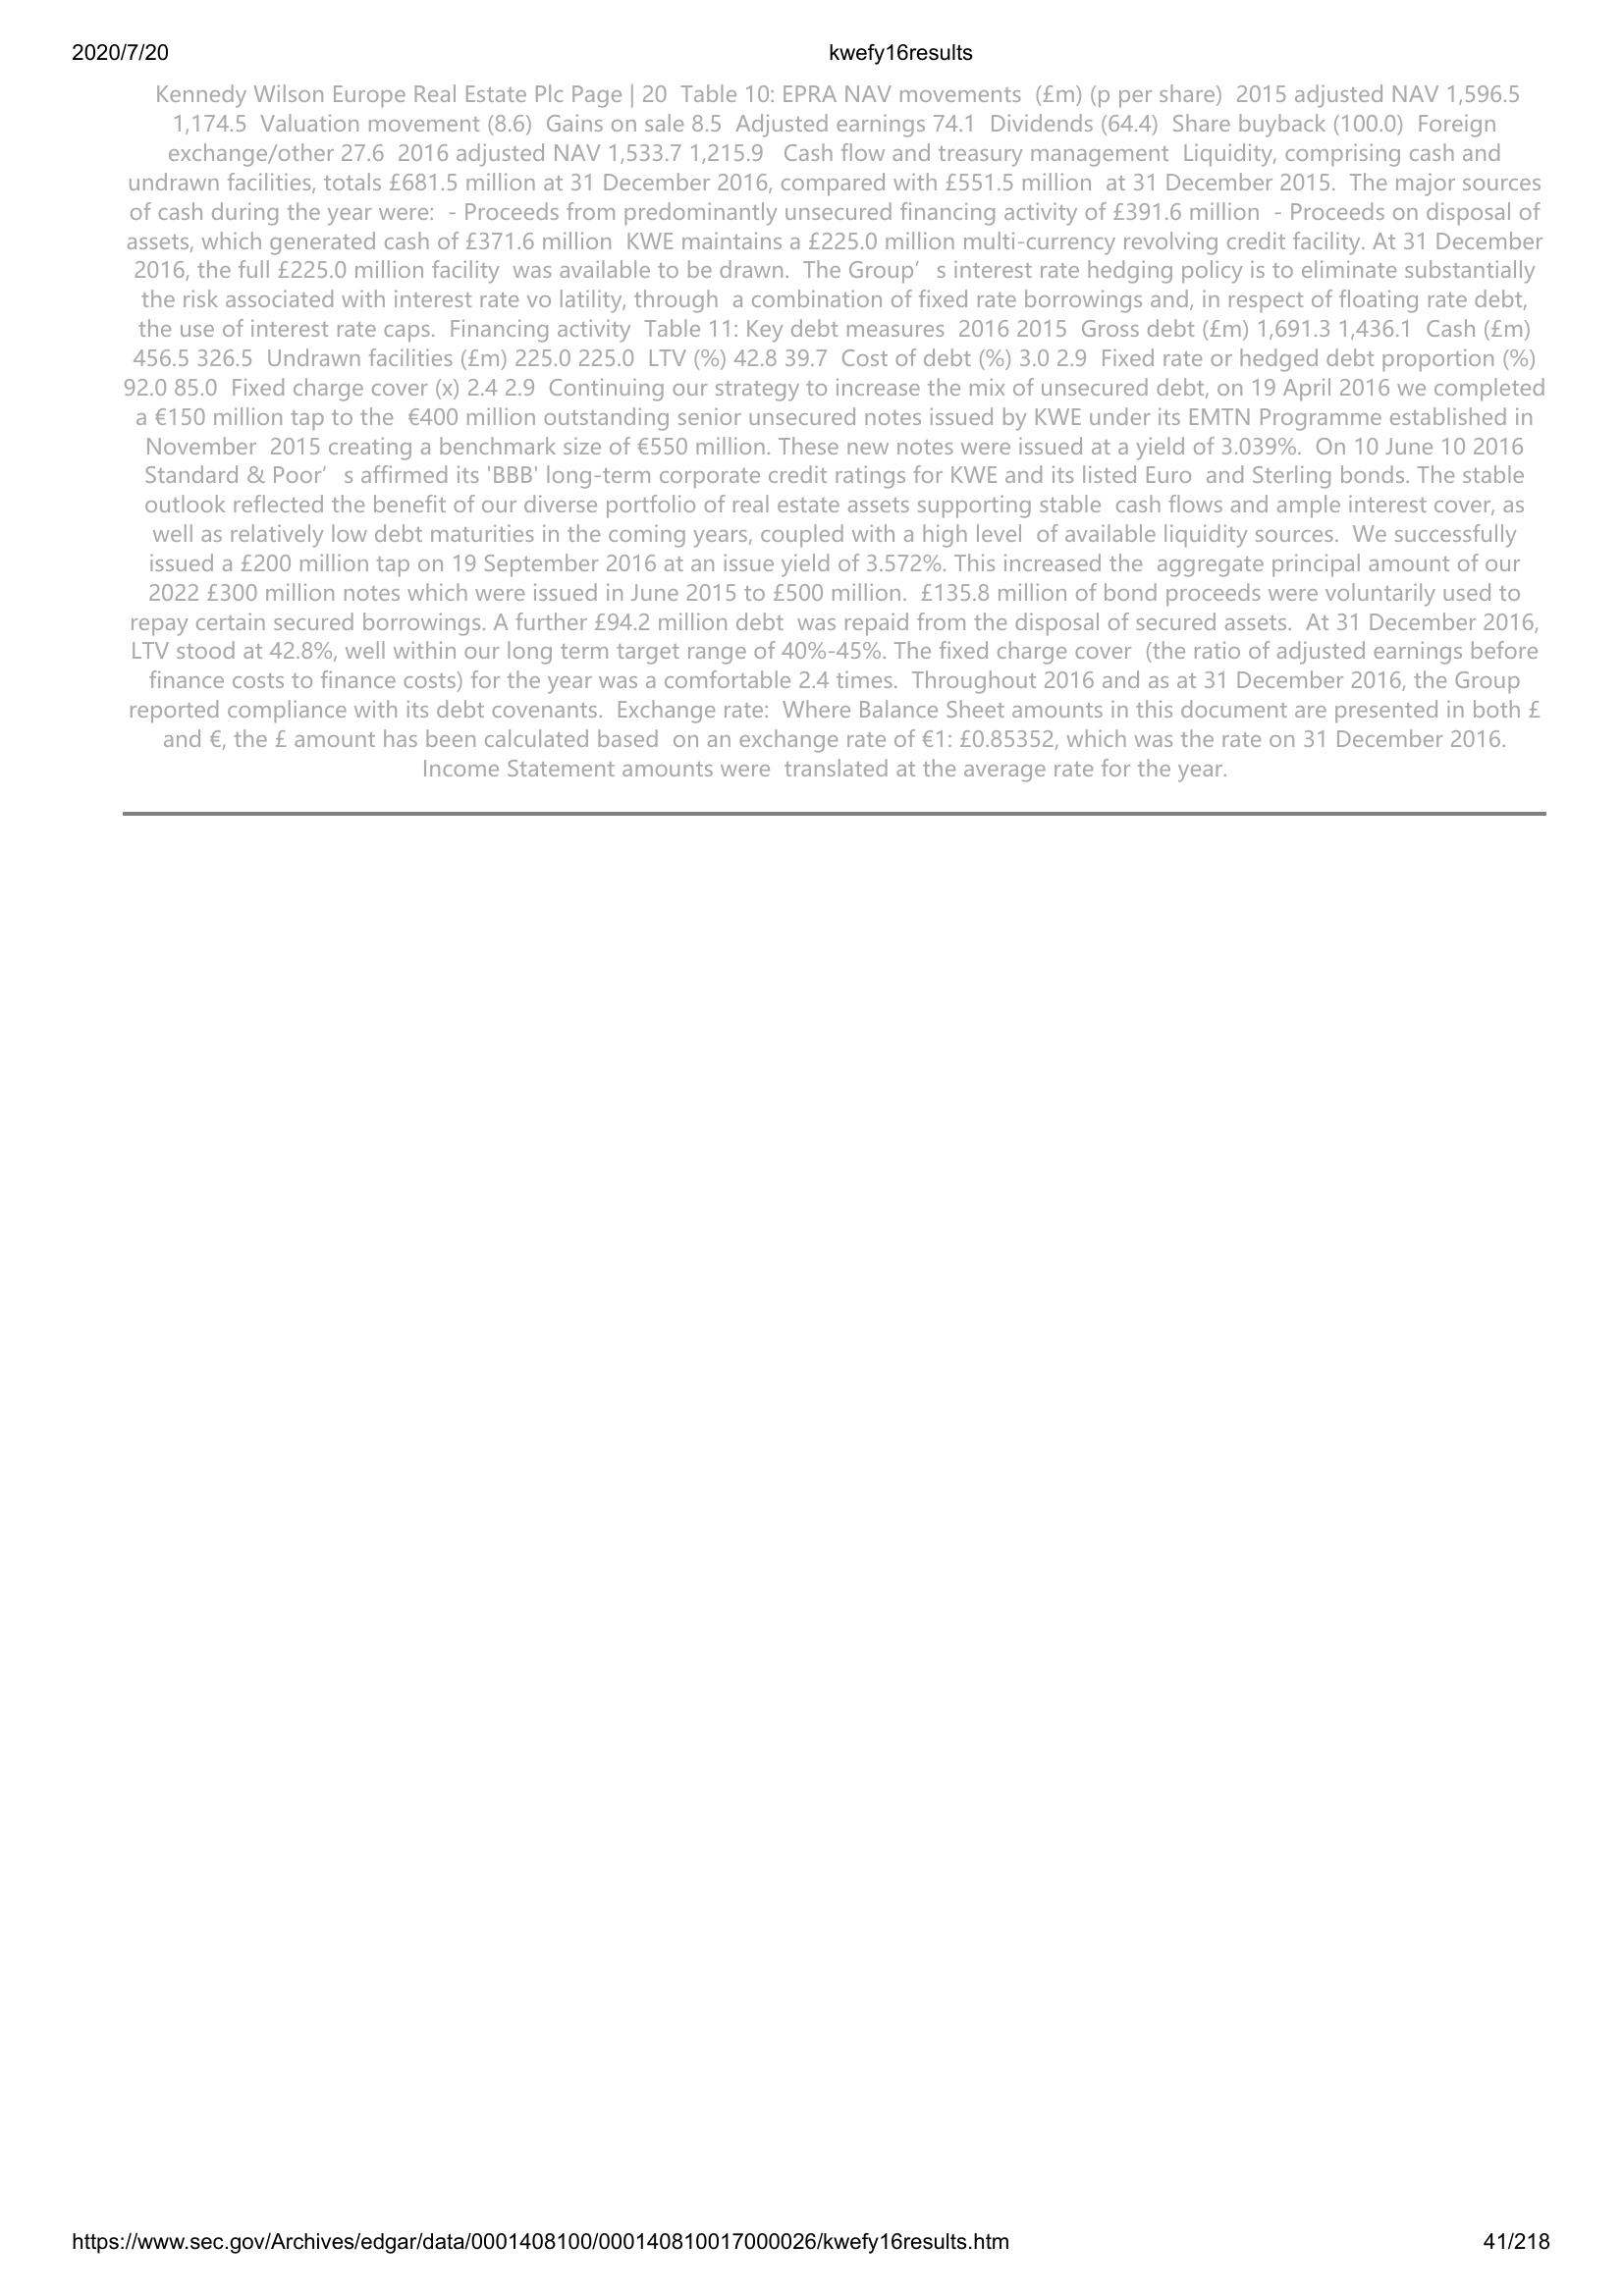 2020/7/20 kwefy16results
Kennedy Wilson Europe Real Estate Plc Page | 20 Table 10: EPRA NAV movements (£m) (p per share) 2015 adjusted NAV 1,596.5
1,174.5 Valuation movement (8.6) Gains on sale 8.5 Adjusted earnings 74.1 Dividends (64.4) Share buyback (100.0) Foreign
exchange/other 27.6 2016 adjusted NAV 1,533.7 1,215.9 Cash flow and treasury management Liquidity, comprising cash and
undrawn facilities, totals £681.5 million at 31 December 2016, compared with £551.5 million at 31 December 2015. The major sources
of cash during the year were: - Proceeds from predominantly unsecured financing activity of £391.6 million - Proceeds on disposal of
assets, which generated cash of £371.6 million KWE maintains a £225.0 million multi-currency revolving credit facility. At 31 December
2016, the full £225.0 million facility was available to be drawn. The Group’ s interest rate hedging policy is to eliminate substantially
the risk associated with interest rate vo latility, through a combination of fixed rate borrowings and, in respect of floating rate debt,
the use of interest rate caps. Financing activity Table 11: Key debt measures 2016 2015 Gross debt (£m) 1,691.3 1,436.1 Cash (£m)
456.5 326.5 Undrawn facilities (£m) 225.0 225.0 LTV (%) 42.8 39.7 Cost of debt (%) 3.0 2.9 Fixed rate or hedged debt proportion (%)
92.0 85.0 Fixed charge cover (x) 2.4 2.9 Continuing our strategy to increase the mix of unsecured debt, on 19 April 2016 we completed
a €150 million tap to the €400 million outstanding senior unsecured notes issued by KWE under its EMTN Programme established in
November 2015 creating a benchmark size of €550 million. These new notes were issued at a yield of 3.039%. On 10 June 10 2016
Standard & Poor’ s affirmed its 'BBB' long-term corporate credit ratings for KWE and its listed Euro and Sterling bonds. The stable
outlook reflected the benefit of our diverse portfolio of real estate assets supporting stable cash flows and ample interest cover, as
well as relatively low debt maturities in the coming years, coupled with a high level of available liquidity sources. We successfully
issued a £200 million tap on 19 September 2016 at an issue yield of 3.572%. This increased the aggregate principal amount of our
2022 £300 million notes which were issued in June 2015 to £500 million. £135.8 million of bond proceeds were voluntarily used to
repay certain secured borrowings. A further £94.2 million debt was repaid from the disposal of secured assets. At 31 December 2016,
LTV stood at 42.8%, well within our long term target range of 40%-45%. The fixed charge cover (the ratio of adjusted earnings before
finance costs to finance costs) for the year was a comfortable 2.4 times. Throughout 2016 and as at 31 December 2016, the Group
reported compliance with its debt covenants. Exchange rate: Where Balance Sheet amounts in this document are presented in both £
and €, the £ amount has been calculated based on an exchange rate of €1: £0.85352, which was the rate on 31 December 2016.
Income Statement amounts were translated at the average rate for the year.
https://www.sec.gov/Archives/edgar/data/0001408100/000140810017000026/kwefy16results.htm 41/218